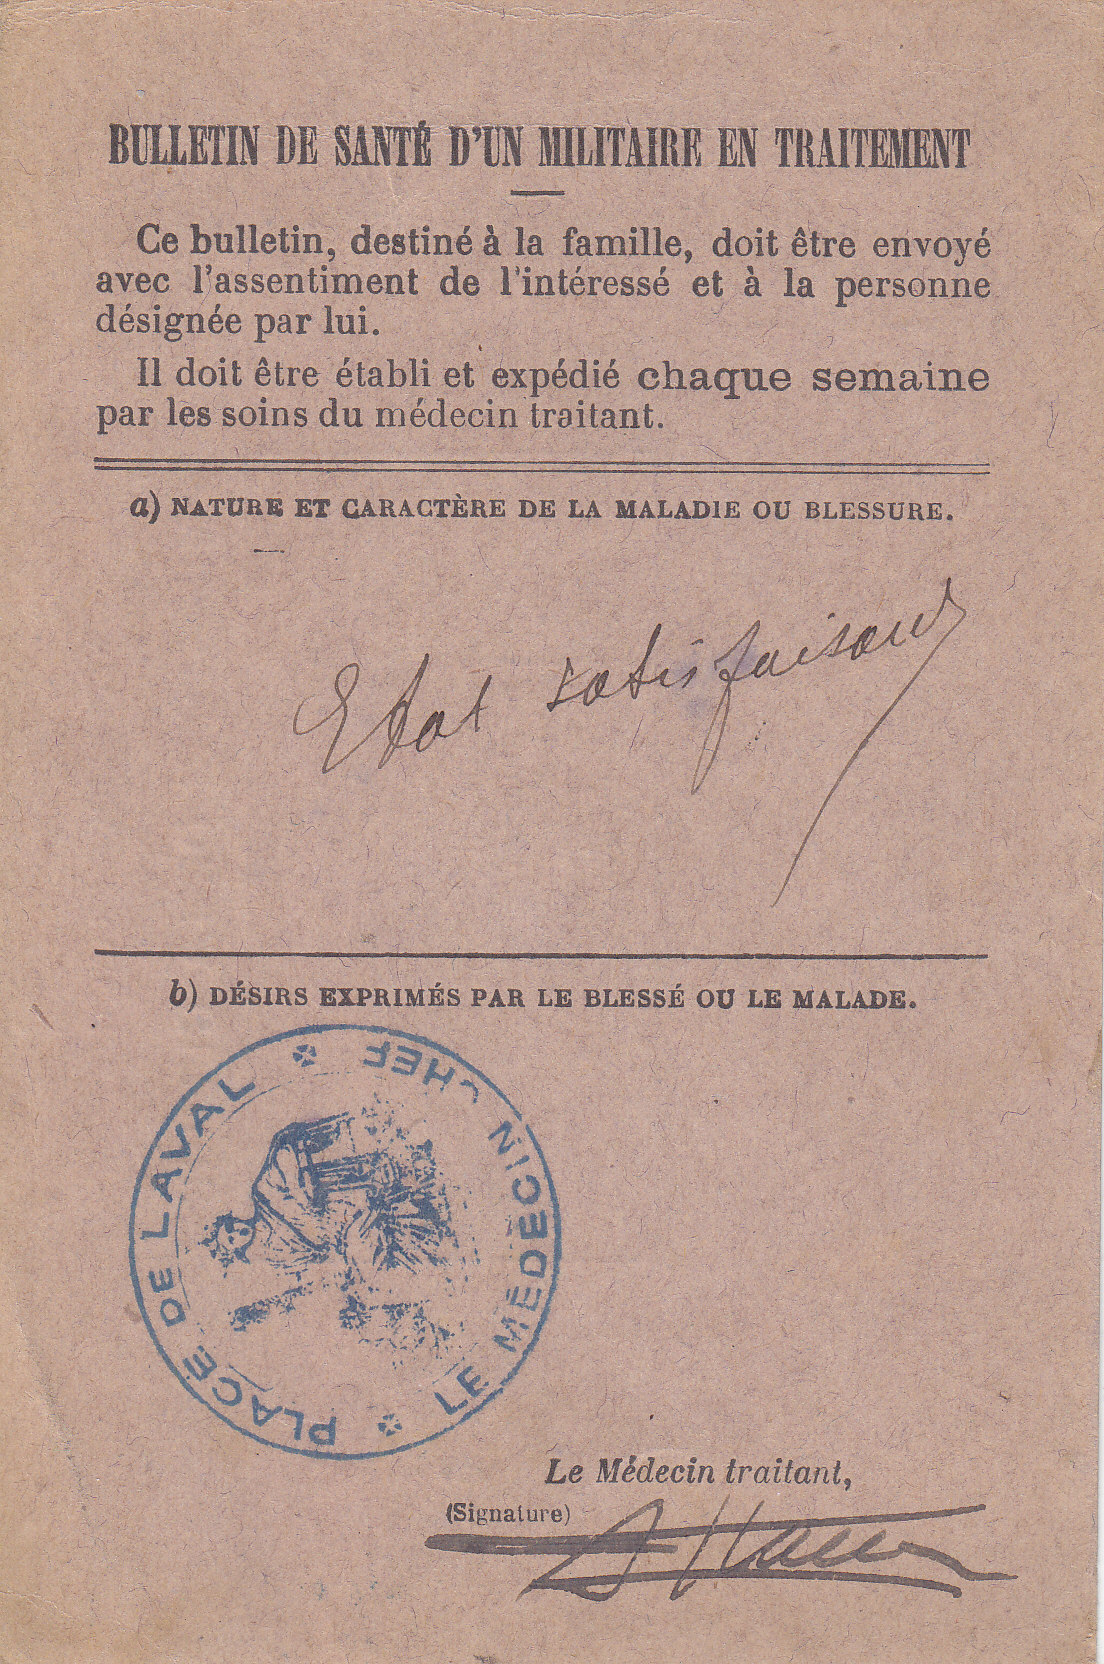 BULLETIN DE SANTÉ D'UN MILITAIRE EN TRAITEMENT
Ce bulletin, destiné à la famille, doit être envoyé
avec l'assentiment de l'intéressé et à la personne
désignée par lui.
Il doit être établi et expédié chaque semaine
par les soins du médecin traitant.
a) NATURE ET CARACTÈRE DE LA MALADIE OU BLESSURE.
Etat satisfaisant
b) DÉSIRS EXPRIMÉS PAR LE BLESSÉ OU LE MALADE.
PLACE DE LAVAL
LE MÉDECIN CHEF
Le Médecin traitant,
(Signature)